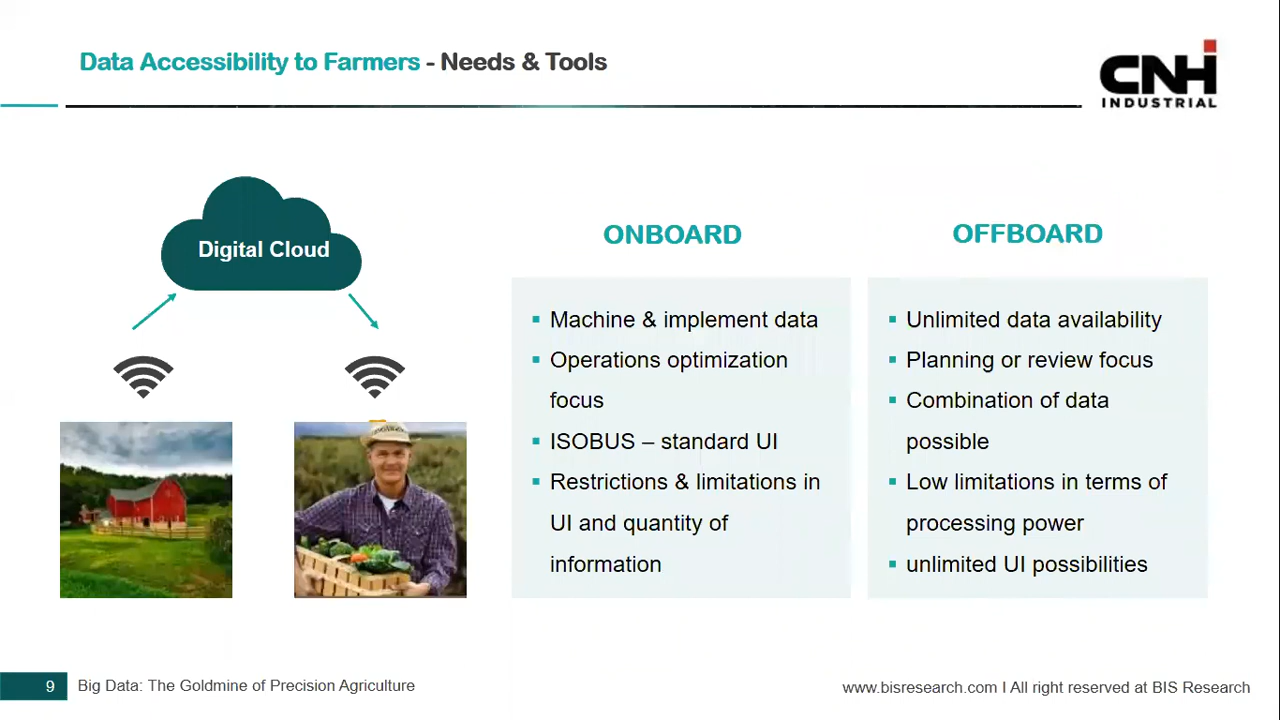 Data Accessibility to Farmers - Needs & Tools
CNH
INDUSTRIAL
Digital Cloud
ONBOARD
Machine & implement data
Operations optimization
focus
ISOBUS – standard UI
Restrictions & limitations in
UI and quantity of
information
OFFBOARD
Unlimited data availability
Planning or review focus
Combination of data
possible
Low limitations in terms of
processing power
unlimited UI possibilities
9
Big Data: The Goldmine of Precision Agriculture
www.bisresearch.com I All right reserved at BIS Research